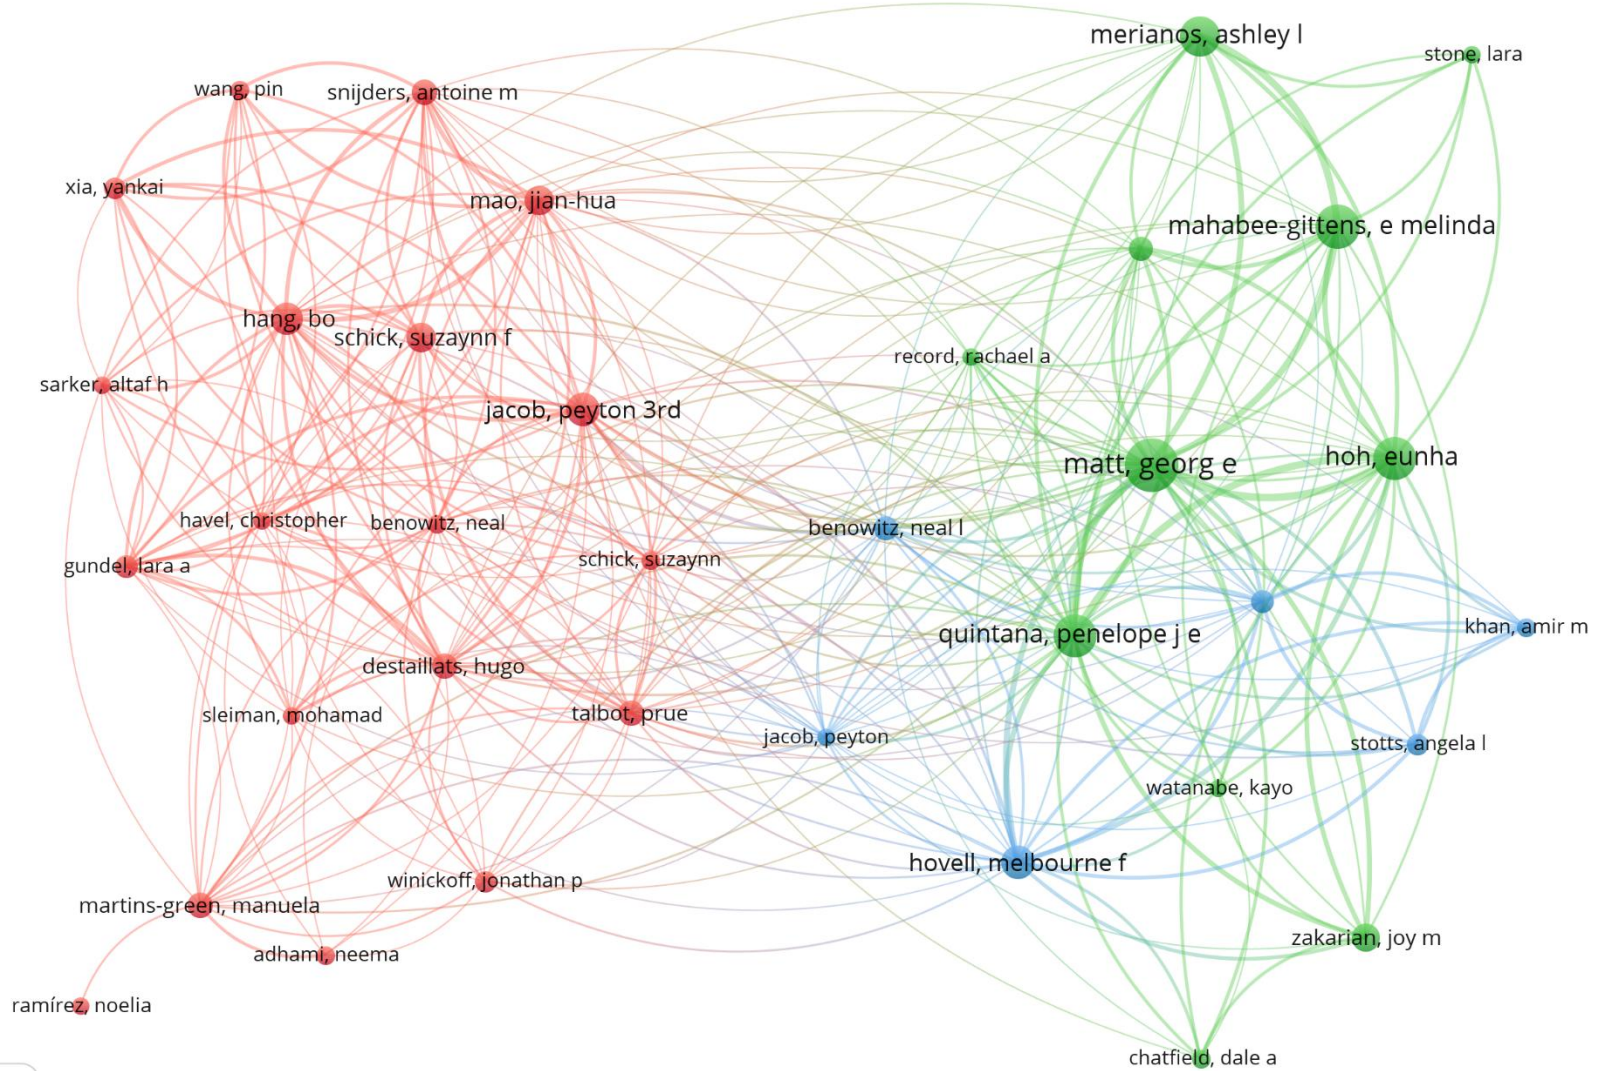 merianos, ashley l
stone, lara
wang, pin
snijders, antoine m
xia, yankai
mao, jian-hua
mahabee-gittens, e melinda
hang, bo
schick, suzaynn f
record, rachael a
sarker, altaf h
jacob, peyton 3rd
matt, georg e
hoh, eunha
havel, christopher
benowitz, neal
benowitz, neal l
gundel, lara a
schick, suzaynn
quintana, penelope j e
khan, amir m
destaillats, hugo
sleiman, mohamad
talbot, prue
jacob, peyton
stotts, angela l
watanabe, kayo
hovell, melbourne f
winickoff, jonathan p
martins-green, manuela
zakarian, joy m
adhami, neema
ramírez, noelia
chatfield, dale a